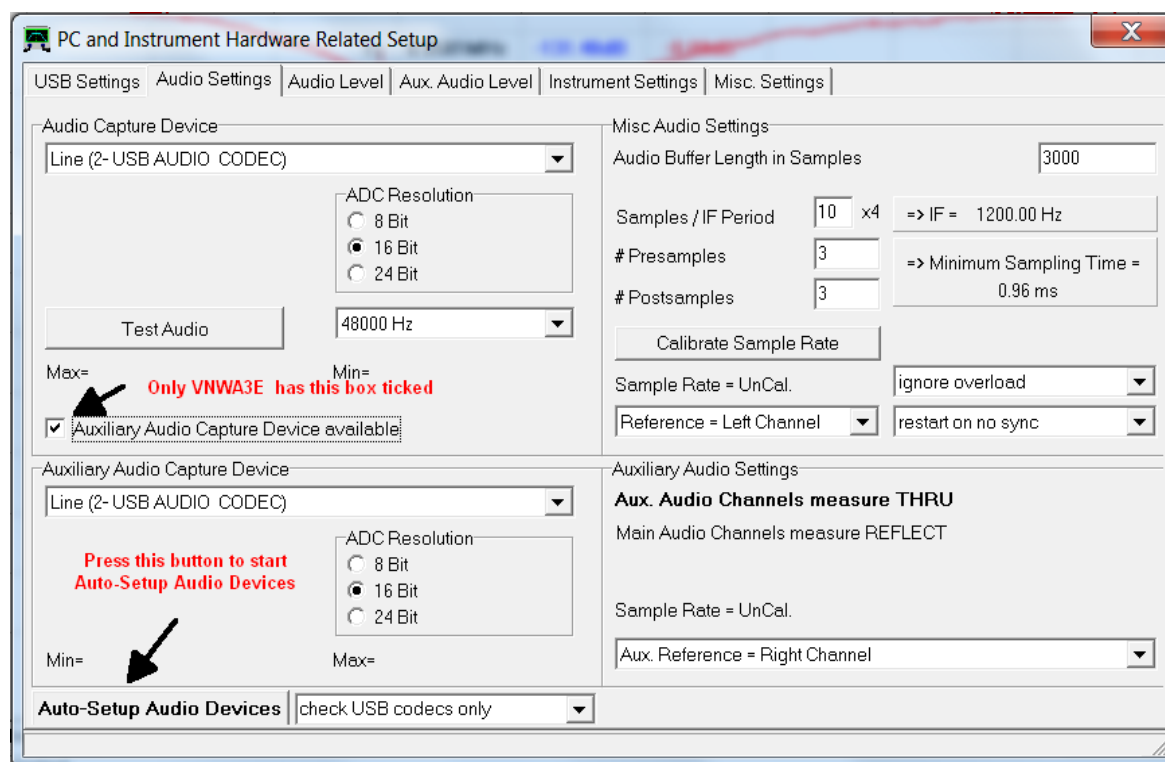 PC and Instrument Hardware Related Setup
X
USB Settings
Audio Settings
Audio Level
Aux. Audio Level
Instrument Settings
Misc. Settings
Audio Capture Device
Line (2- USB AUDIO  CODEC)
ADC Resolution
8 Bit
16 Bit
24 Bit
Test Audio
48000 Hz
Max=
Min=
Only VNWA3E  has this box ticked
Auxiliary Audio Capture Device available
Misc Audio Settings
Audio Buffer Length in Samples
3000
Samples / IF Period
10
x4
=> IF =   1200.00 Hz
# Presamples
3
=> Minimum Sampling Time =
0.96 ms
# Postsamples
3
Calibrate Sample Rate
Sample Rate = UnCal.
ignore overload
Reference = Left Channel
restart on no sync
Auxiliary Audio Capture Device
Line (2- USB AUDIO  CODEC)
Press this button to start
Auto-Setup Audio Devices
ADC Resolution
8 Bit
16 Bit
24 Bit
Min=
Max=
Auxiliary Audio Settings
Aux. Audio Channels measure THRU
Main Audio Channels measure REFLECT
Sample Rate = UnCal.
Aux. Reference = Right Channel
Auto-Setup Audio Devices
check USB codecs only